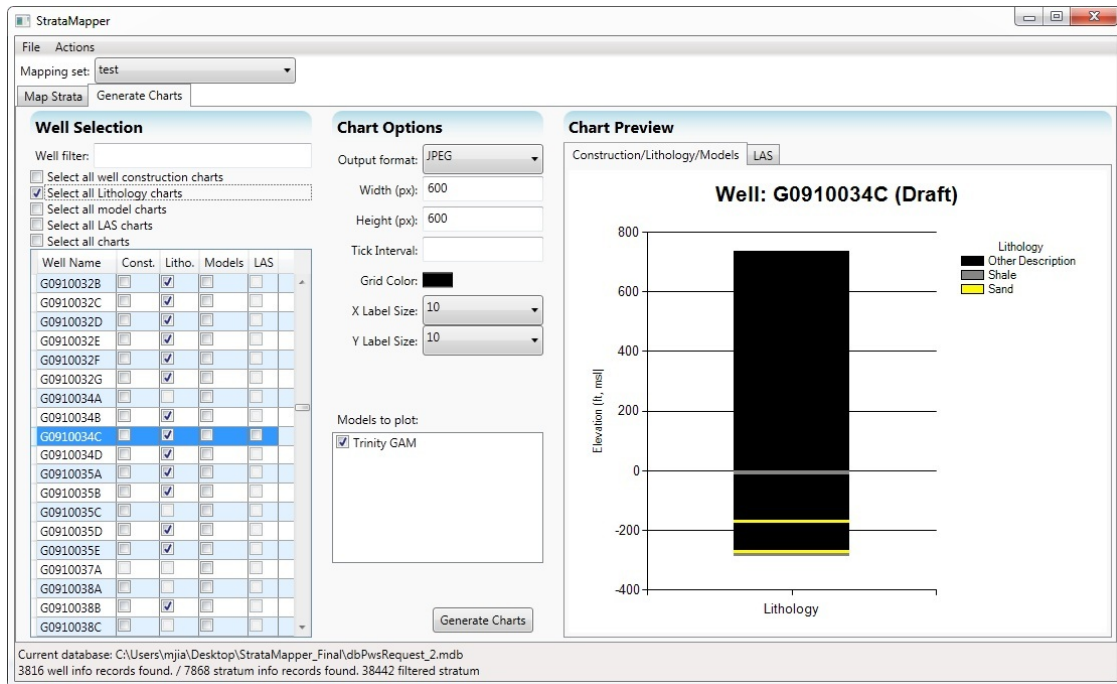 StrataMapper
File Actions
Mapping set: test
Map Strata Generate Charts
Well Selection
Well filter:
Select all well construction charts
Select all Lithology charts
Select all model charts
Select all LAS charts
Select all charts
Well Name Const. Litho. Models LAS
G0910032B
G0910032C
G0910032D
G0910032E
G0910032F
G0910032G
G0910034A
G0910034B
G0910034C
G0910034D
G0910035A
G0910035B
G0910035C
G0910035D
G0910035E
G0910037A
G0910038A
G0910038B
G0910038C
Chart Options
Output format: JPEG
Width (px): 600
Height (px): 600
Tick Interval:
Grid Color:
X Label Size: 10
Y Label Size: 10
Models to plot:
Trinity GAM
Generate Charts
Chart Preview
Construction/Lithology/Models LAS
Well: G0910034C (Draft)
Elevation (ft, msl)
800
600
400
200
0
-200
-400
Lithology
Lithology
Other Description
Shale
Sand
Current database: C:\Users\mjia\Desktop\StrataMapper_Final\dbPwsRequest_2.mdb
3816 well info records found. / 7868 stratum info records found. 38442 filtered stratum